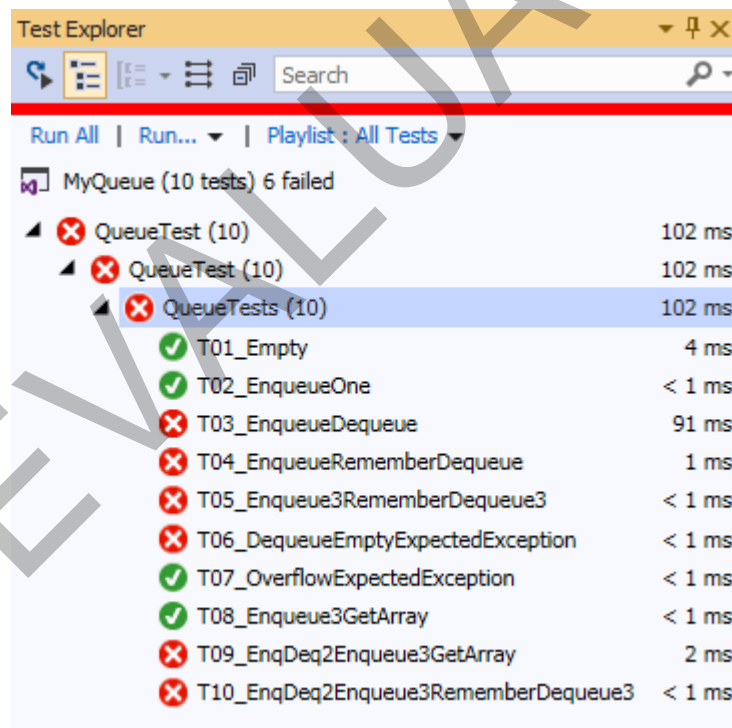 Test Explorer
Search
Run All | Run... | Playlist : All Tests
MyQueue (10 tests) 6 failed
QueueTest (10) 102 ms
QueueTest (10) 102 ms
QueueTests (10) 102 ms
T01_Empty 4 ms
T02_EnqueueOne < 1 ms
T03_EnqueueDequeue 91 ms
T04_EnqueueRememberDequeue 1 ms
T05_Enqueue3RememberDequeue3 < 1 ms
T06_DequeueEmptyExpectedException < 1 ms
T07_OverflowExpectedException < 1 ms
T08_Enqueue3GetArray < 1 ms
T09_EnqDeq2Enqueue3GetArray 2 ms
T10_EnqDeq2Enqueue3RememberDequeue3 < 1 ms
EVALUA